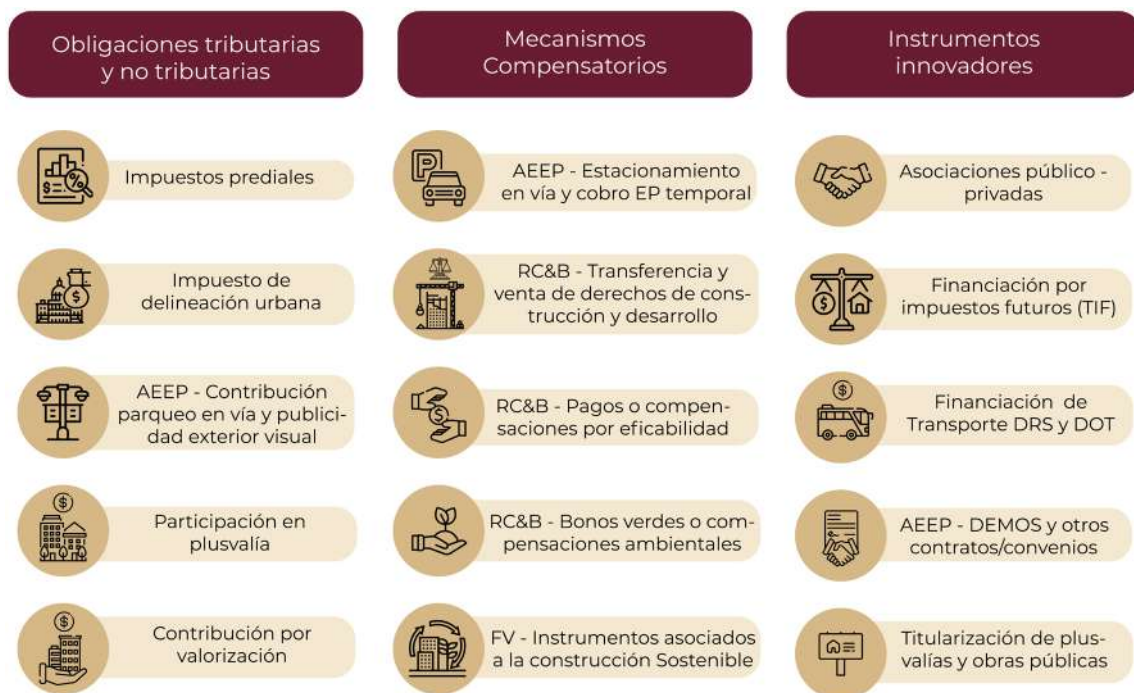 Obligaciones tributarias
y no tributarias
Impuestos prediales
Impuesto de
delineación urbana
AEEP - Contribución
parqueo en vía y publici-
dad exterior visual
Participación en
plusvalía
Contribución por
valorización
Mecanismos
Compensatorios
AEEP - Estacionamiento
en vía y cobro EP temporal
RC&B - Transferencia y
venta de derechos de cons-
trucción y desarrollo
RC&B - Pagos o compen-
saciones por eficabilidad
RC&B - Bonos verdes o com-
pensaciones ambientales
FV - Instrumentos asociados
a la construcción Sostenible
Instrumentos
innovadores
Asociaciones público -
privadas
Financiación por
impuestos futuros (TIF)
Financiación de
Transporte DRS y DOT
AEEP - DEMOS y otros
contratos/convenios
Titularización de plus-
valías y obras públicas